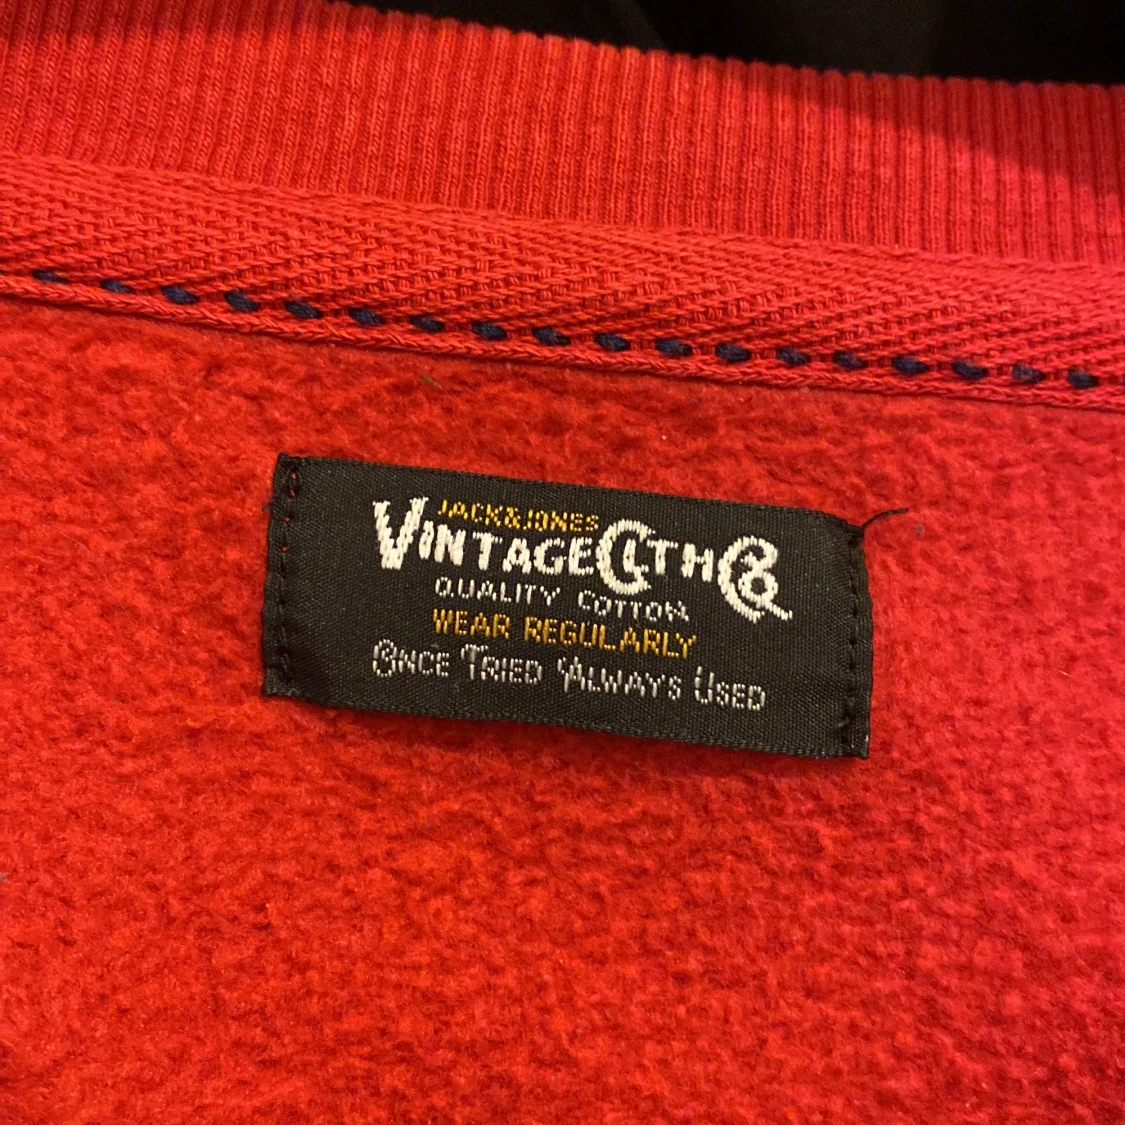 JACK&JONES
VINTAGE CLTH Co
QUALITY COTTON
WEAR REGULARLY
ONCE TRIED ALWAYS USED